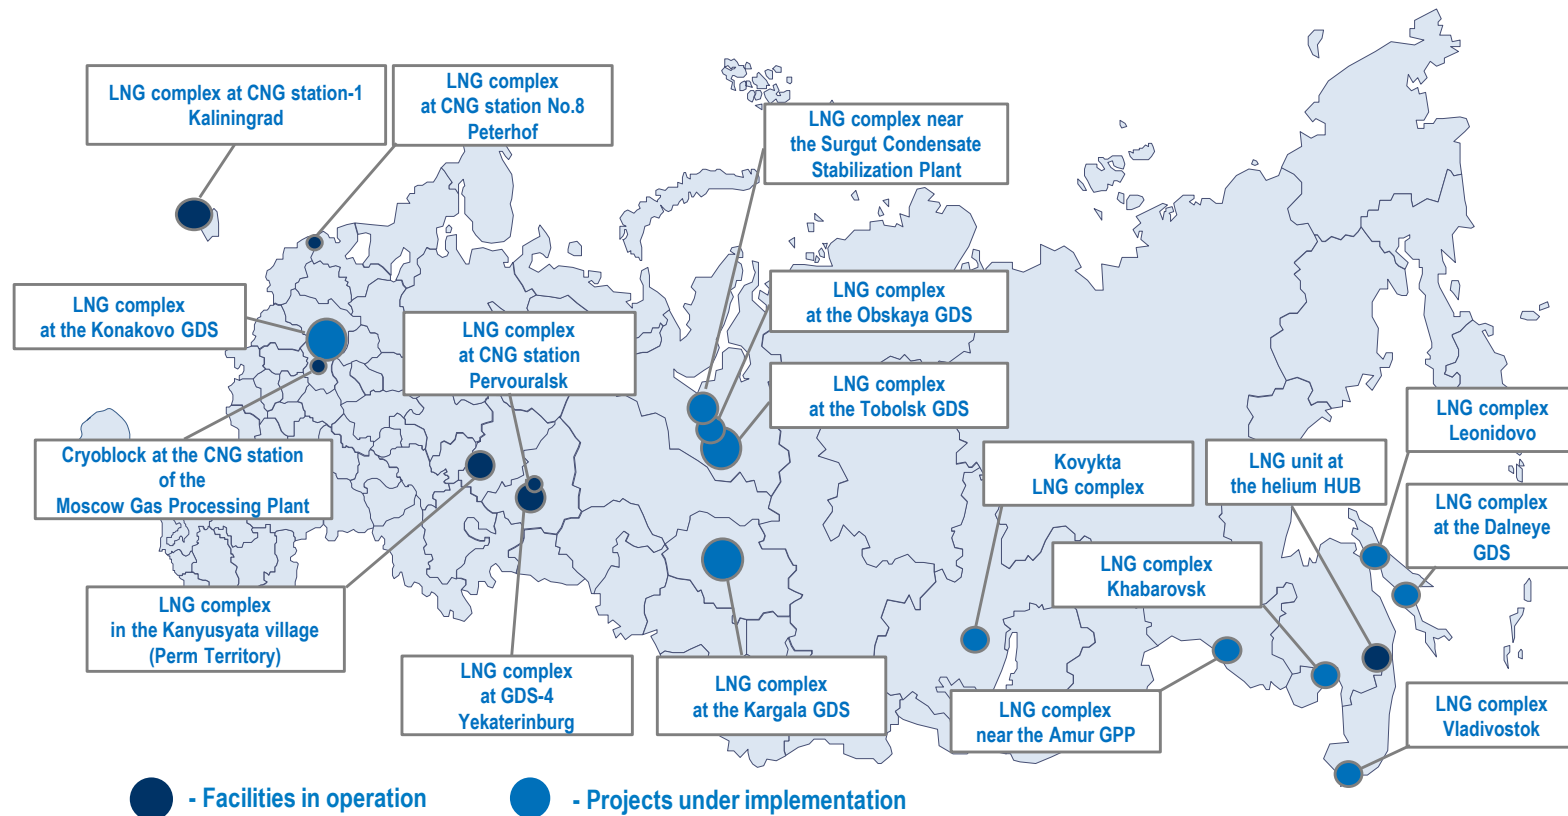 LNG complex at CNG station-1
Kaliningrad
LNG complex
at CNG station No.8
Peterhof
LNG complex near
the Surgut Condensate
Stabilization Plant
LNG complex
at the Konakovo GDS
LNG complex
at CNG station
Pervouralsk
LNG complex
at the Obskaya GDS
LNG complex
at the Tobolsk GDS
LNG complex
Leonidovo
Cryoblock at the CNG station
of the
Moscow Gas Processing Plant
Kovykta
LNG complex
LNG unit at
the helium HUB
LNG complex
at the Dalneye
GDS
LNG complex
Khabarovsk
LNG complex
in the Kanyusyata village
(Perm Territory)
LNG complex
at GDS-4
Yekaterinburg
LNG complex
at the Kargala GDS
LNG complex
near the Amur GPP
LNG complex
Vladivostok
- Facilities in operation
- Projects under implementation